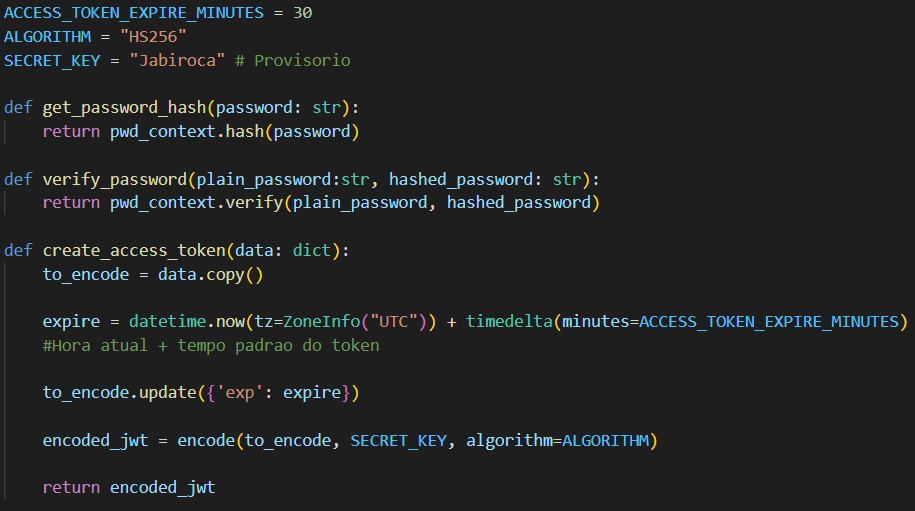 ACCESS_TOKEN_EXPIRE_MINUTES = 30
ALGORITHM = "HS256"
SECRET_KEY = "Jabiroca" # Provisorio
def get_password_hash(password: str):
    return pwd_context.hash(password)
def verify_password(plain_password:str, hashed_password: str):
    return pwd_context.verify(plain_password, hashed_password)
def create_access_token(data: dict):
    to_encode = data.copy()
    expire = datetime.now(tz=ZoneInfo("UTC")) + timedelta(minutes=ACCESS_TOKEN_EXPIRE_MINUTES)
    #Hora atual + tempo padrao do token
    to_encode.update({'exp': expire})
    encoded_jwt = encode(to_encode, SECRET_KEY, algorithm=ALGORITHM)
    return encoded_jwt